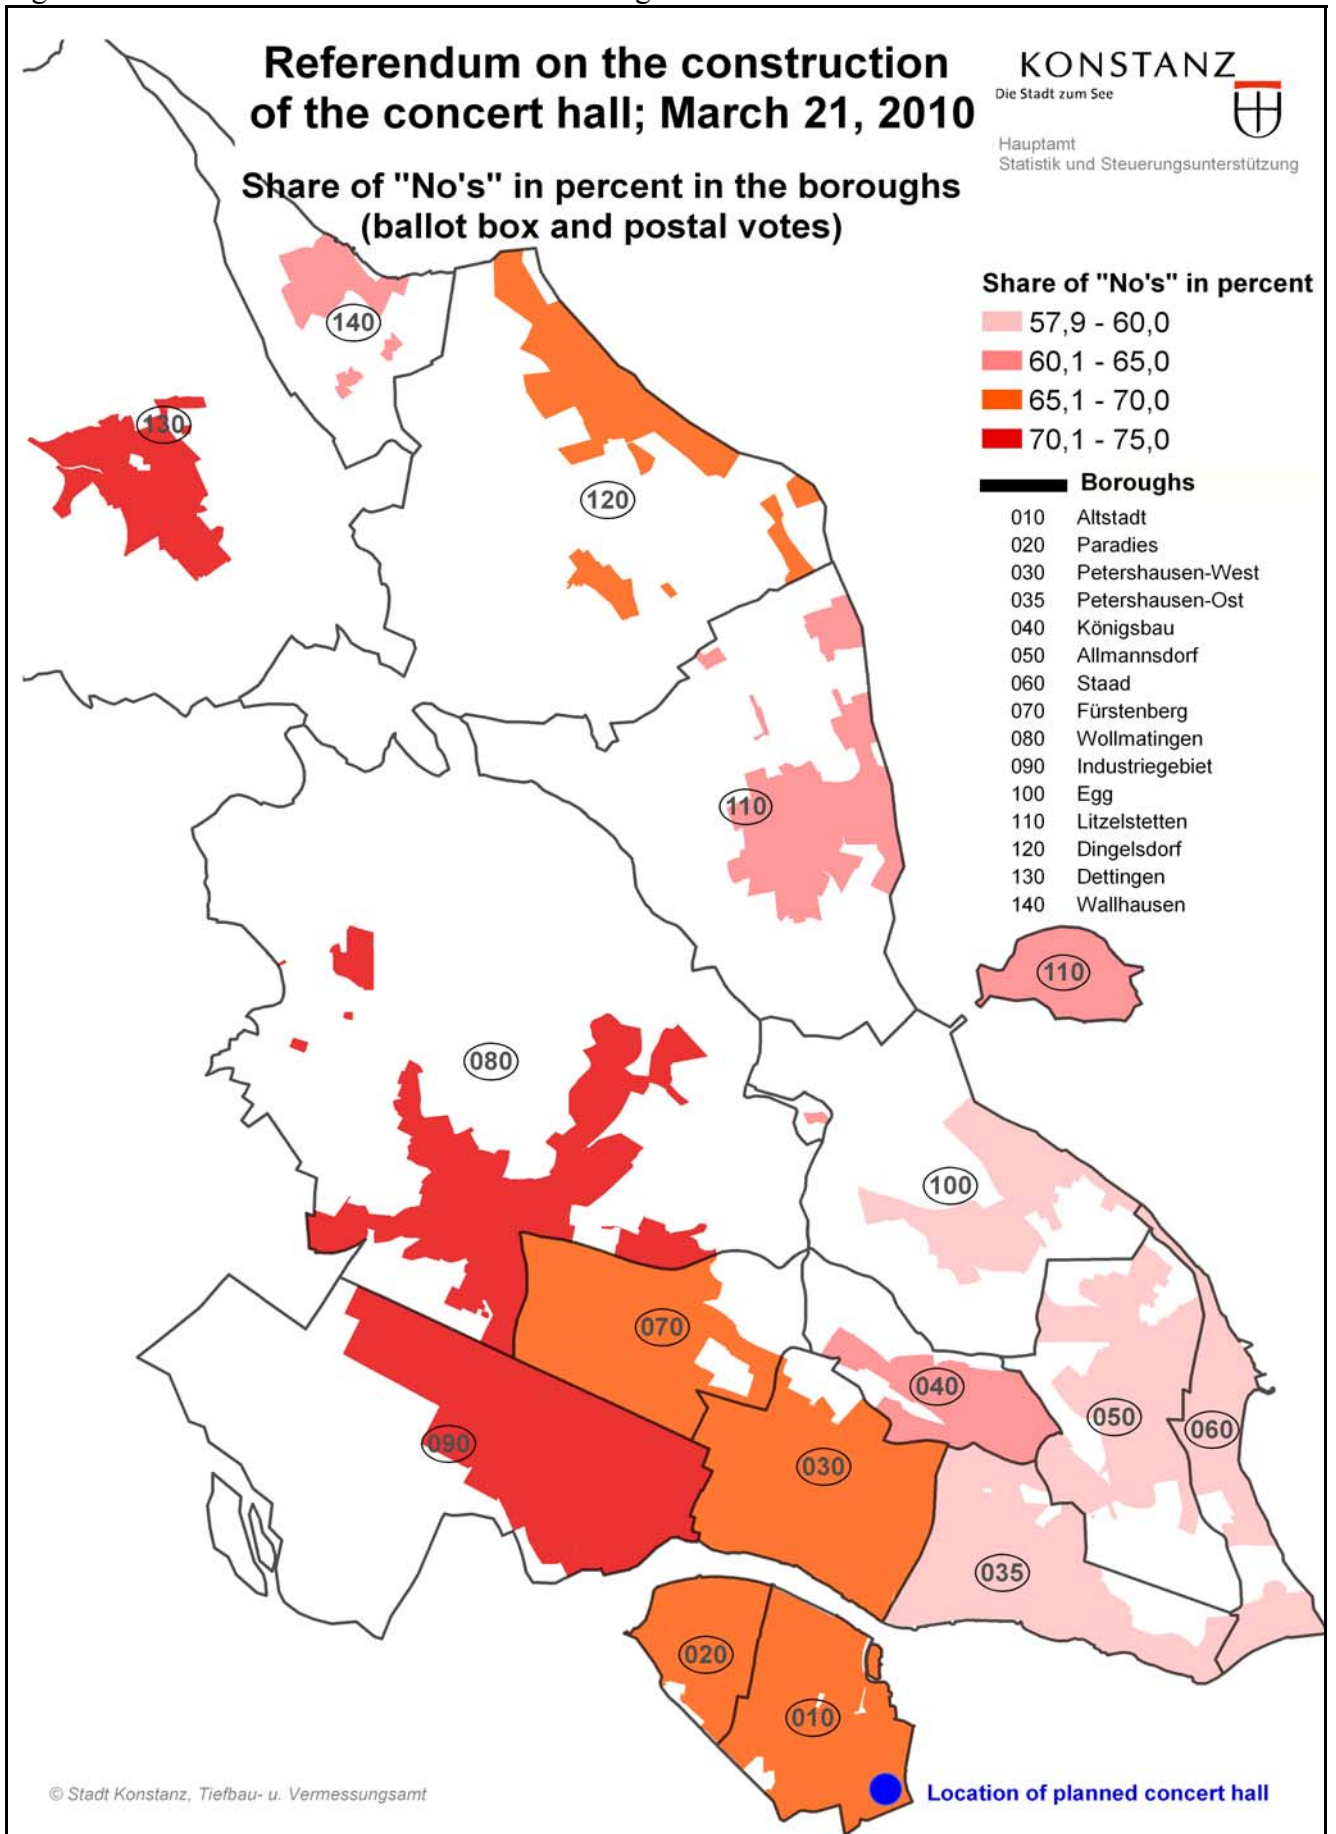 Referendum on the construction
of the concert hall; March 21, 2010
Share of "No's" in percent in the boroughs
(ballot box and postal votes)
KONSTANZ
Die Stadt zum See
Hauptamt
Statistik und Steuerungsunterstützung
Share of "No's" in percent
57,9 - 60,0
60,1 - 65,0
65,1 - 70,0
70,1 - 75,0
Boroughs
010 Altstadt
020 Paradies
030 Petershausen-West
035 Petershausen-Ost
040 Königsbau
050 Allmannsdorf
060 Staad
070 Fürstenberg
080 Wollmatingen
090 Industriegebiet
100 Egg
110 Litzelstetten
120 Dingelsdorf
130 Dettingen
140 Wallhausen
140
130
120
110
110
080
100
070
040
050
060
090
030
035
020
010
Location of planned concert hall
© Stadt Konstanz, Tiefbau- u. Vermessungsamt